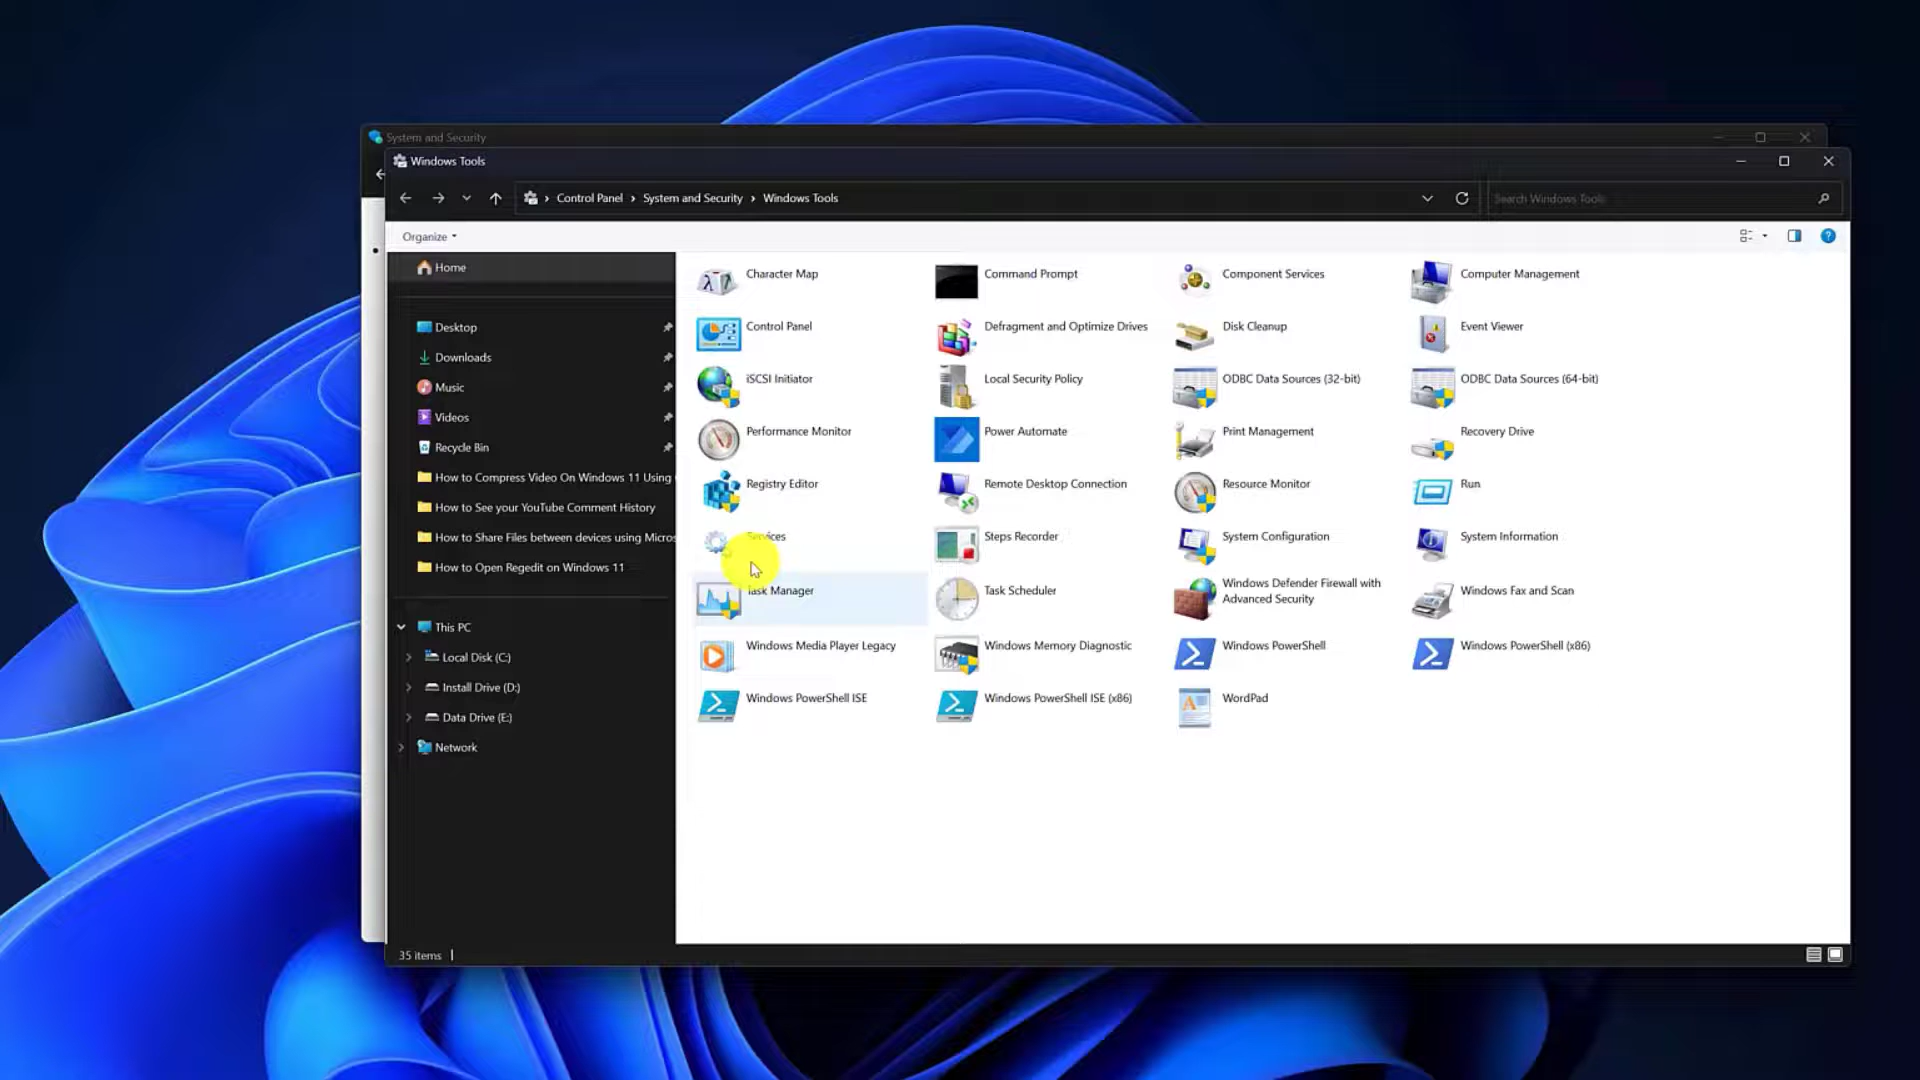 System and Security
Windows Tools
Control Panel > System and Security > Windows Tools
Search Windows Tools
Organize
Home
Desktop
Downloads
Music
Videos
Recycle Bin
How to Compress Video On Windows 11 Using
How to See your YouTube Comment History
How to Share Files between devices using Micros
How to Open Regedit on Windows 11
This PC
Local Disk (C:)
Install Drive (D:)
Data Drive (E:)
Network
Character Map
Command Prompt
Component Services
Computer Management
Control Panel
Defragment and Optimize Drives
Disk Cleanup
Event Viewer
iSCSI Initiator
Local Security Policy
ODBC Data Sources (32-bit)
ODBC Data Sources (64-bit)
Performance Monitor
Power Automate
Print Management
Recovery Drive
Registry Editor
Remote Desktop Connection
Resource Monitor
Run
Services
Steps Recorder
System Configuration
System Information
Task Manager
Task Scheduler
Windows Defender Firewall with
Advanced Security
Windows Fax and Scan
Windows Media Player Legacy
Windows Memory Diagnostic
Windows PowerShell
Windows PowerShell (x86)
Windows PowerShell ISE
Windows PowerShell ISE (x86)
WordPad
35 items